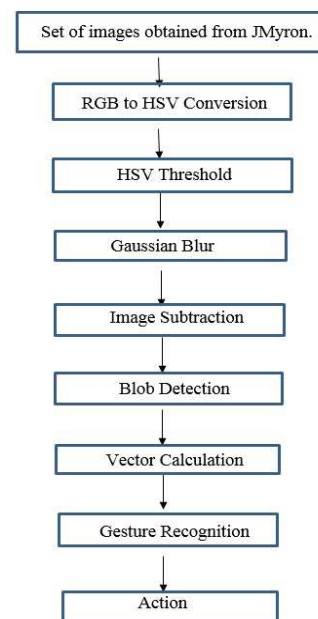 Set of images obtained from JMyron.
RGB to HSV Conversion
HSV Threshold
Gaussian Blur
Image Subtraction
Blob Detection
Vector Calculation
Gesture Recognition
Action